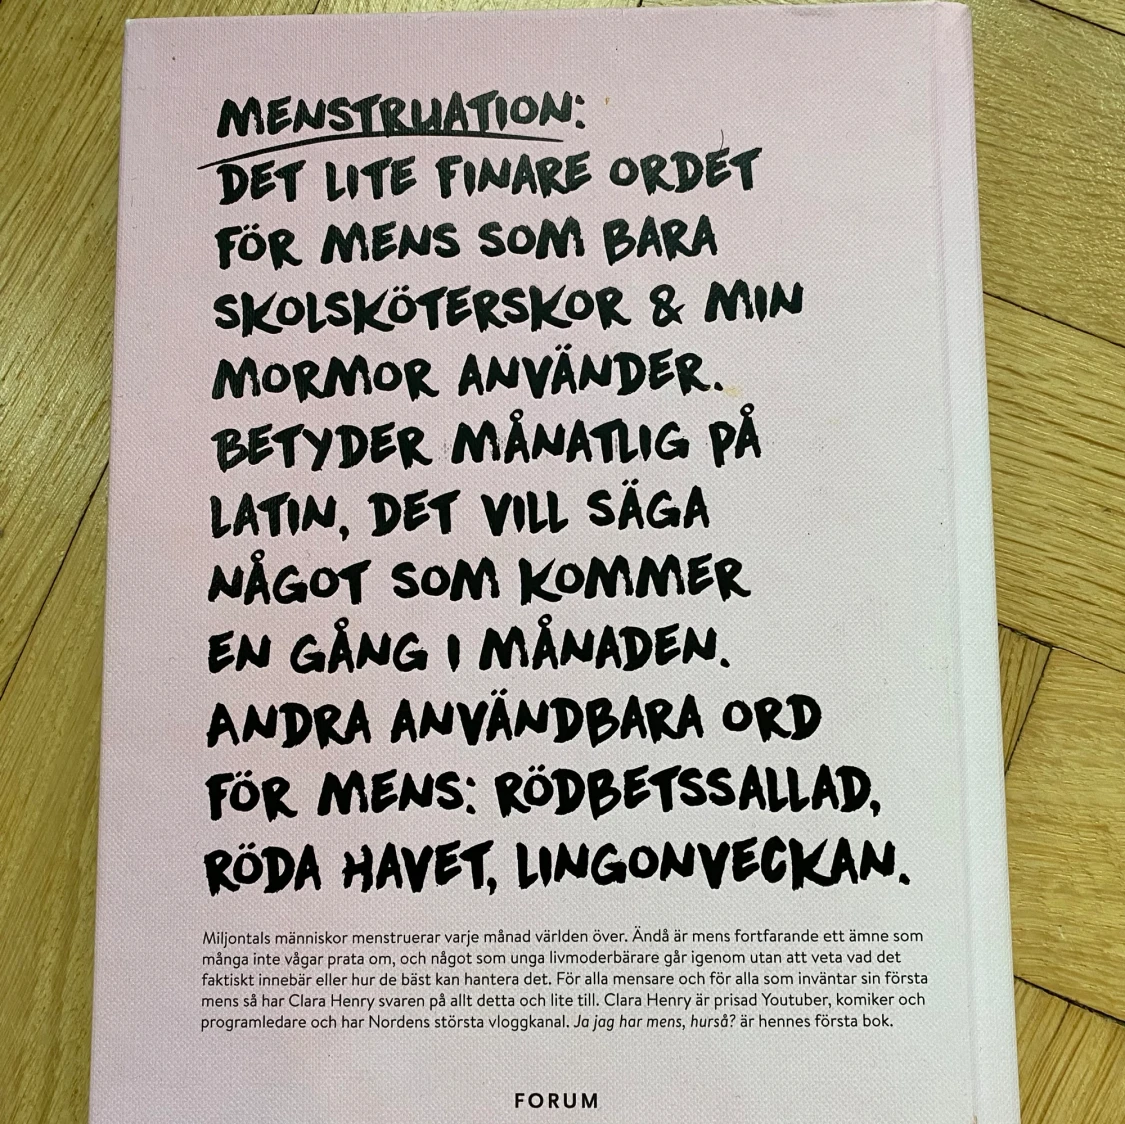 MENSTRUATION:
DET LITE FINARE ORDET
FÖR MENS SOM BARA
SKOLSKÖTERSKOR & MIN
MORMOR ANVÄNDER.
BETYDER MÅNATLIG PÅ
LATIN, DET VILL SÄGA
NÅGOT SOM KOMMER
EN GÅNG I MÅNADEN.
ANDRA ANVÄNDBARA ORD
FÖR MENS: RÖDBETSSALLAD,
RÖDA HAVET, LINGONVECKAN.
Miljontals människor menstruerar varje månad världen över. Ändå är mens fortfarande ett ämne som
många inte vågar prata om, och något som unga livmoderbärare går igenom utan att veta vad det
faktiskt innebär eller hur de bäst kan hantera det. För alla mensare och för alla som inväntar sin första
mens så har Clara Henry svaren på allt detta och lite till. Clara Henry är prisad Youtuber, komiker och
programledare och har Nordens största vloggkanal. Ja jag har mens, hurså? är hennes första bok.
FORUM